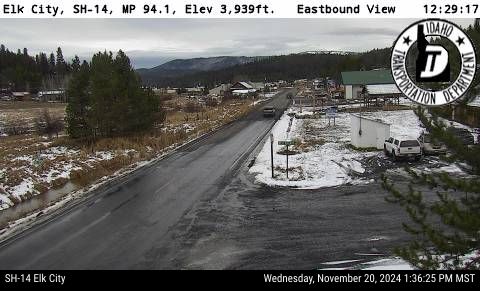 Elk City, SH-14, MP 94.1, Elev 3,939ft. Eastbound View 12:29:17
IDAHO
TRANSPORTATION DEPARTMENT
SH-14 Elk City
Wednesday, November 20, 2024 1:36:25 PM MST